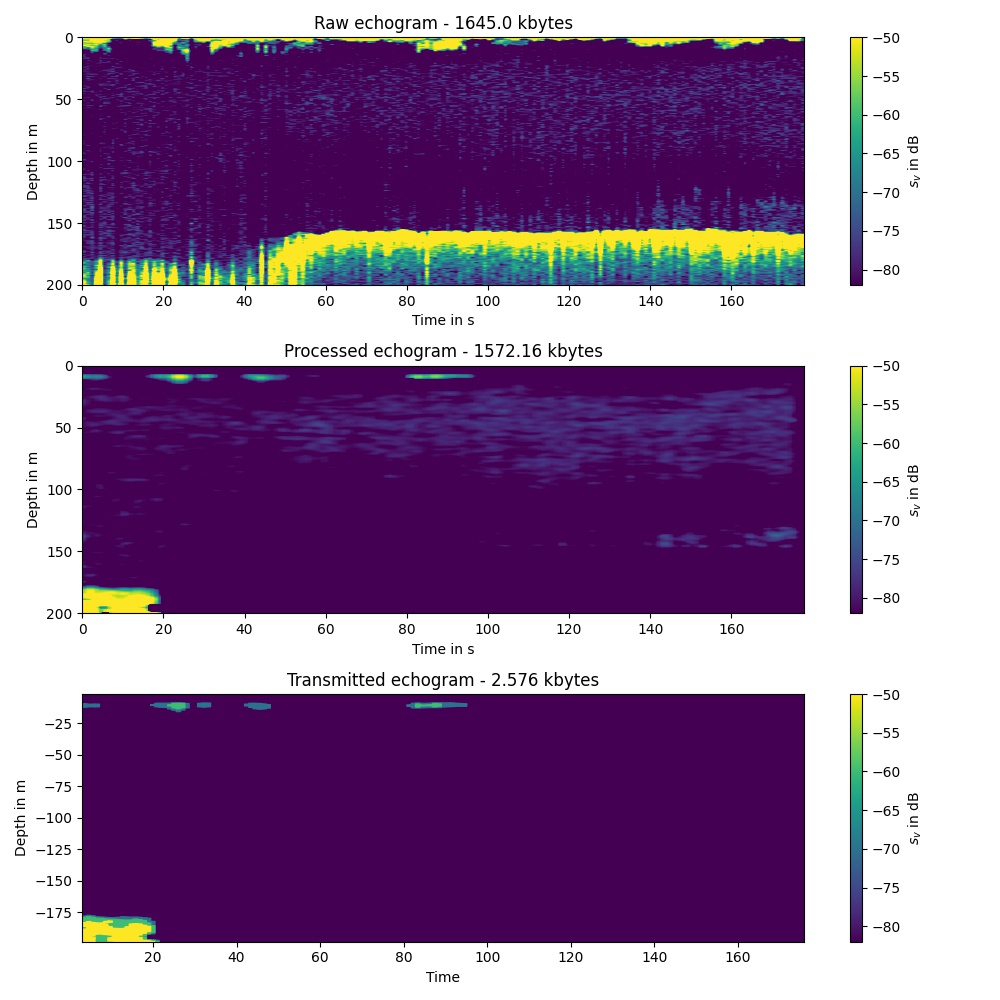 Raw echogram - 1645.0 kbytes
0
50
100
150
200
Depth in m
0 20 40 60 80 100 120 140 160
Time in s
−50
−55
−60
−65
−70
−75
−80
sv in dB
Processed echogram - 1572.16 kbytes
0
50
100
150
200
Depth in m
0 20 40 60 80 100 120 140 160
Time in s
−50
−55
−60
−65
−70
−75
−80
sv in dB
Transmitted echogram - 2.576 kbytes
−25
−50
−75
−100
−125
−150
−175
Depth in m
20 40 60 80 100 120 140 160
Time
−50
−55
−60
−65
−70
−75
−80
sv in dB